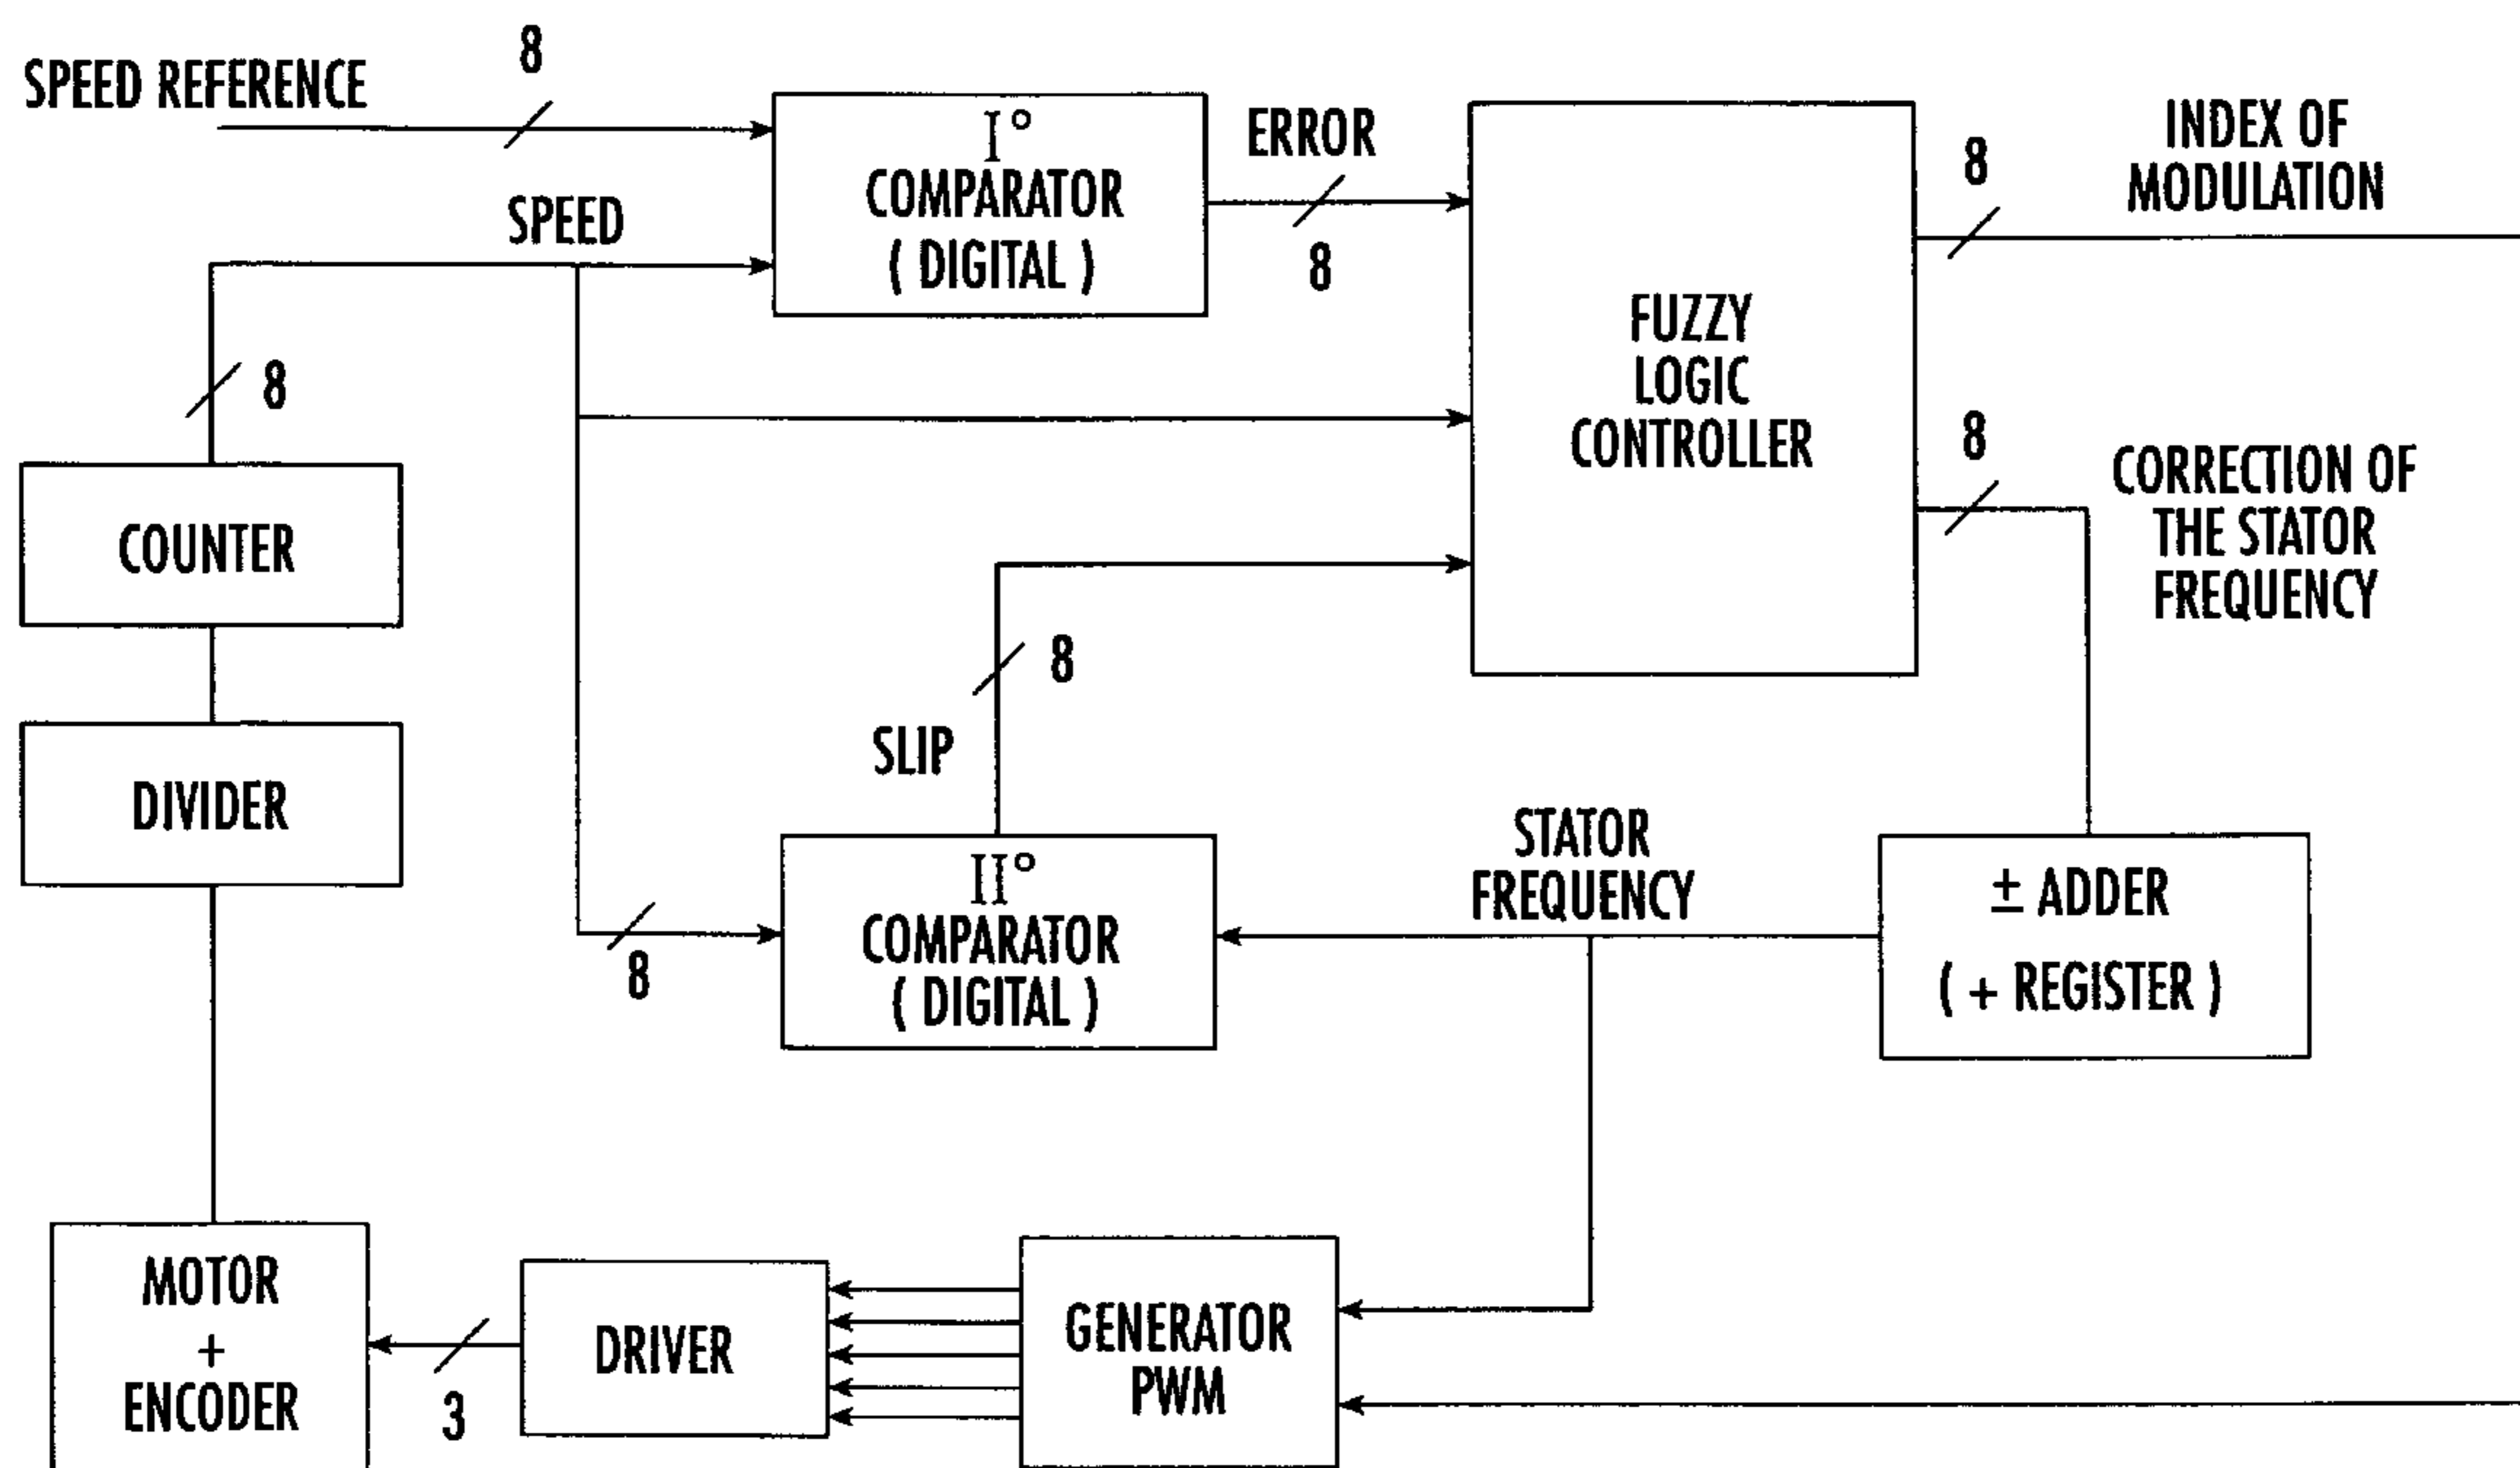 8
SPEED REFERENCE
I°
COMPARATOR
( DIGITAL )
ERROR
8
SPEED
8
FUZZY
LOGIC
CONTROLLER
8
INDEX OF
MODULATION
8
CORRECTION OF
THE STATOR
FREQUENCY
COUNTER
DIVIDER
8
SLIP
II°
COMPARATOR
( DIGITAL )
8
STATOR
FREQUENCY
± ADDER
( + REGISTER )
MOTOR
+
ENCODER
3
DRIVER
GENERATOR
PWM